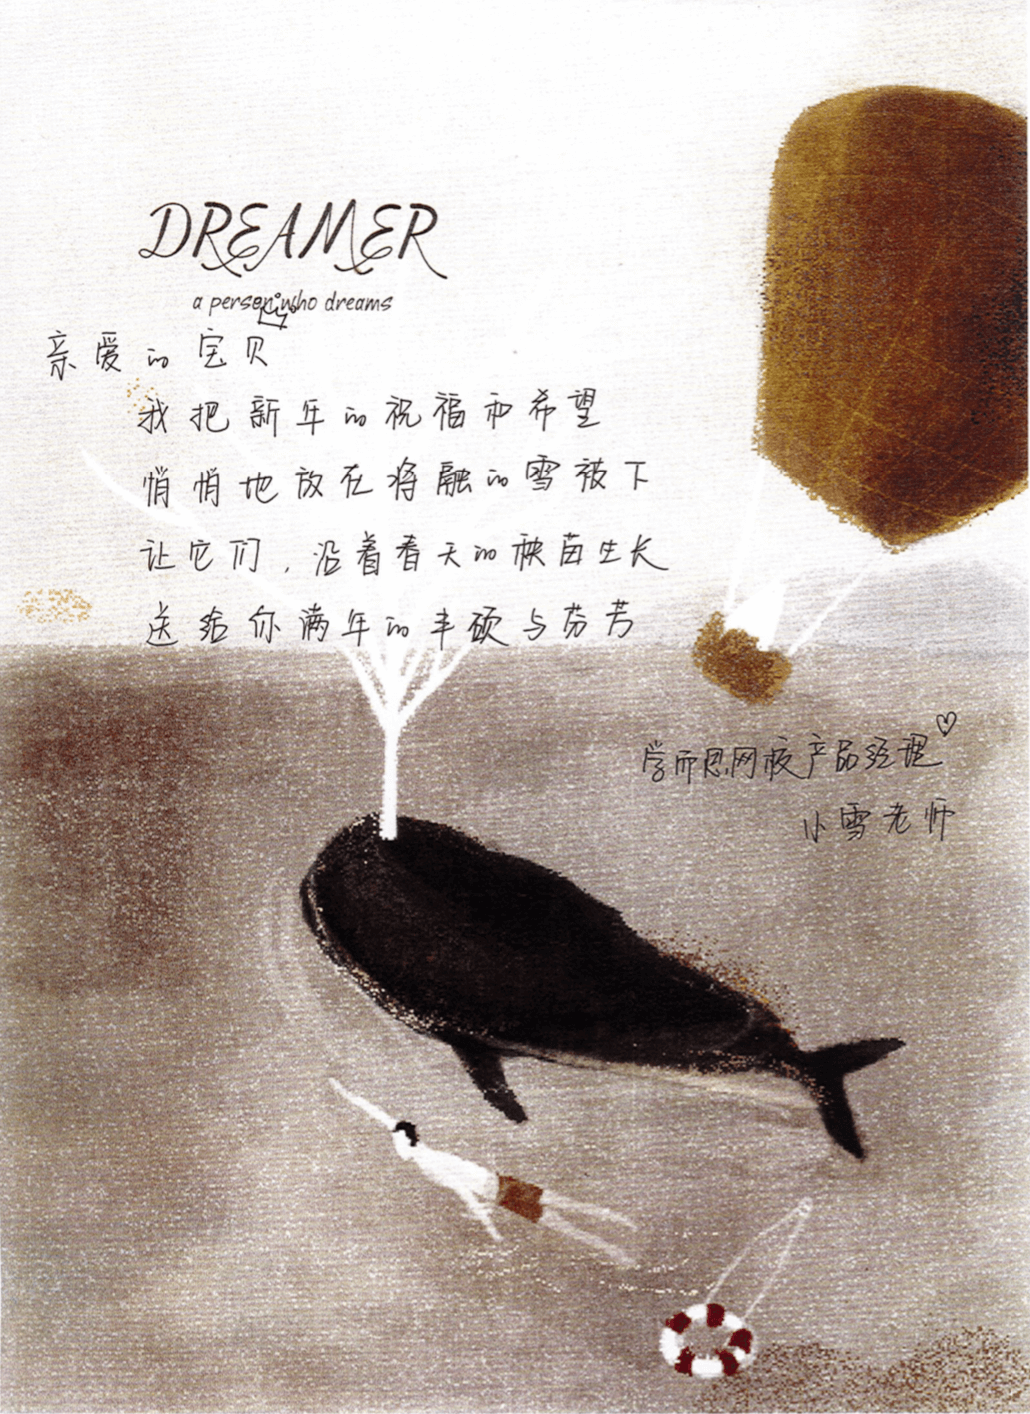 DREAMER
a person who dreams
亲爱的宝贝
我把新年的祝福和希望
悄悄地放在将融的雪被下
让它们，沿着春天的秧苗生长
送给你满年的丰硕与芬芳
学而思网校产品经理
小雪老师